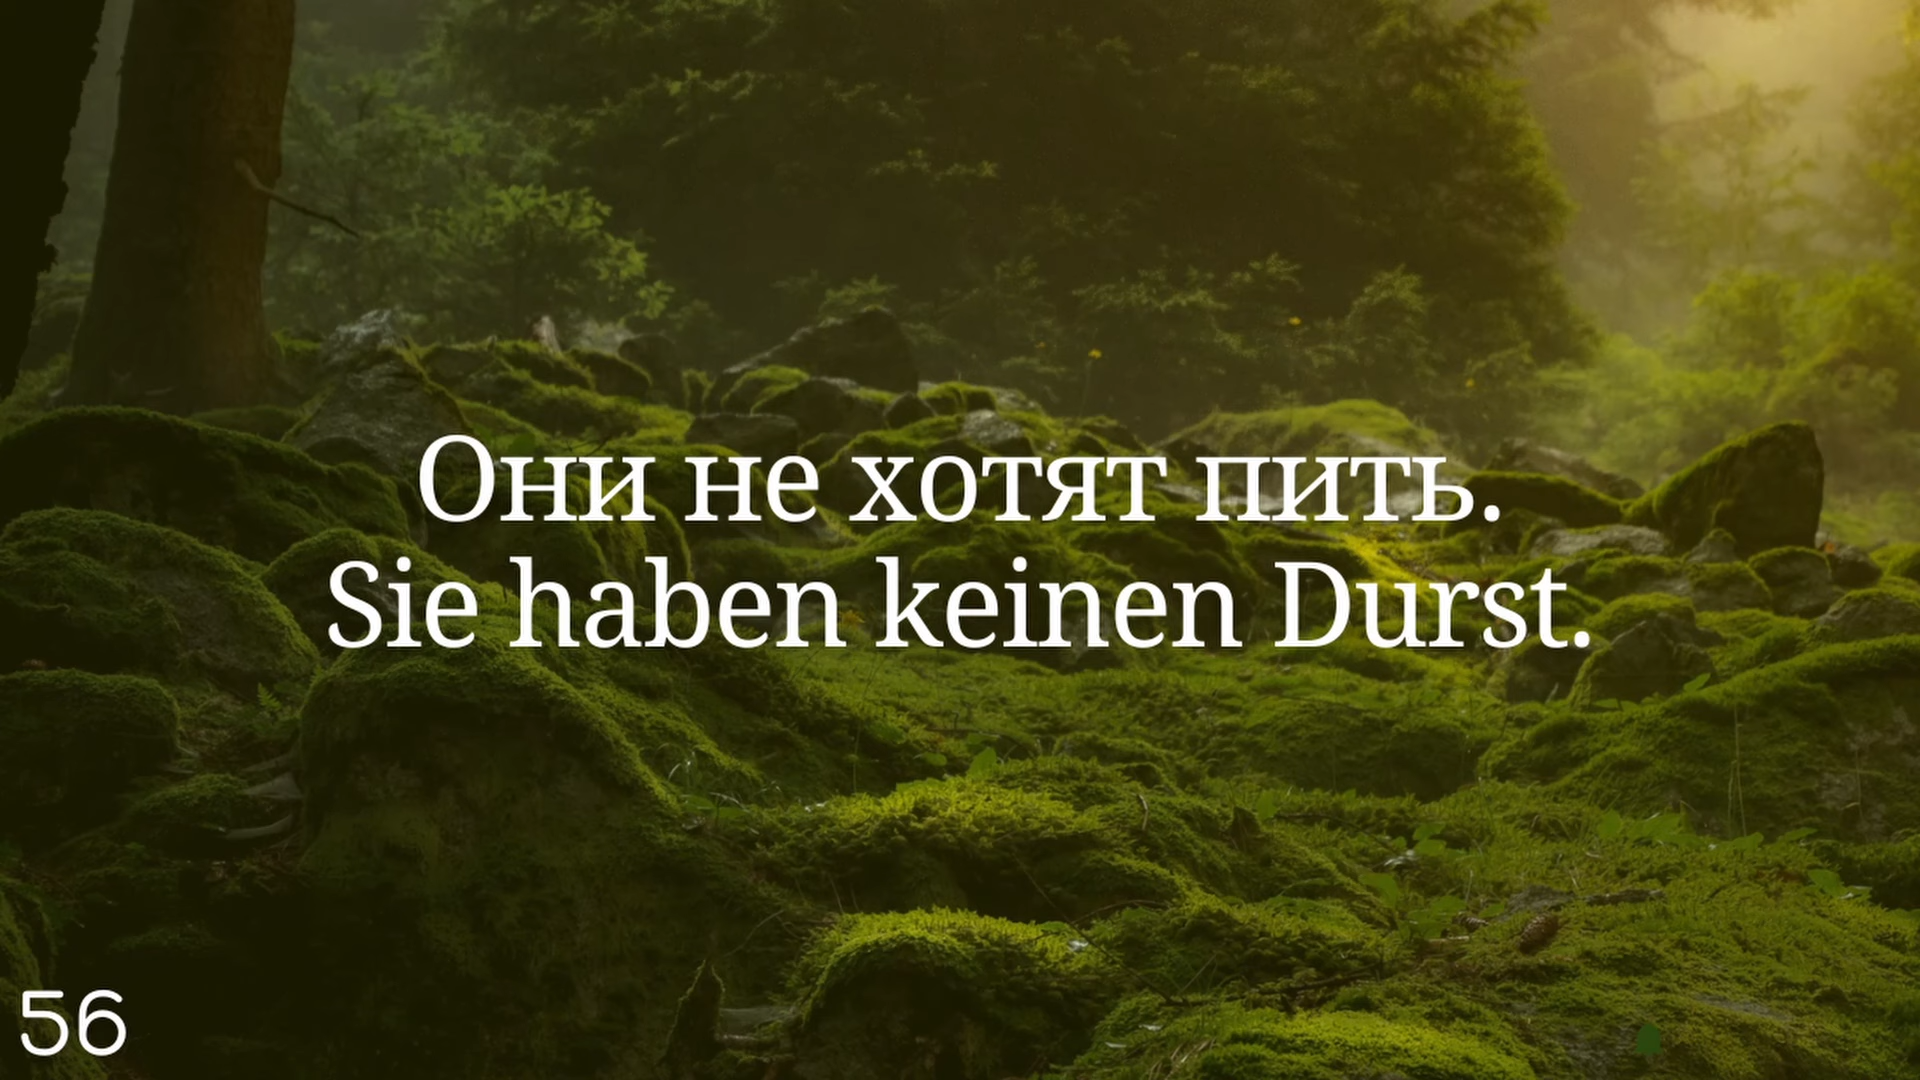 Они не хотят пить.
Sie haben keinen Durst.
56